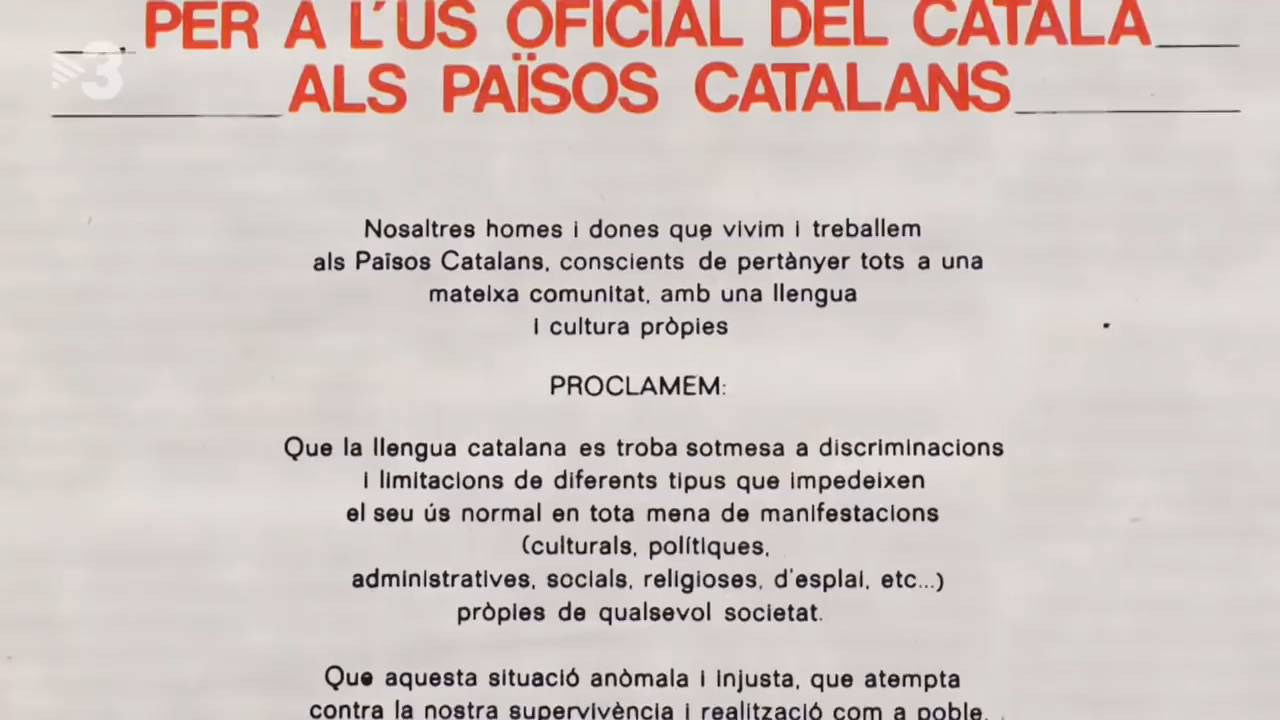 PER A L'US OFICIAL DEL CATALÀ
ALS PAÏSOS CATALANS
3
Nosaltres homes i dones que vivim i treballem
als Països Catalans, conscients de pertànyer tots a una
mateixa comunitat, amb una llengua
i cultura pròpies
PROCLAMEM:
Que la llengua catalana es troba sotmesa a discriminacions
i limitacions de diferents tipus que impedeixen
el seu ús normal en tota mena de manifestacions
(culturals, polítiques,
administratives, socials, religioses, d'esplai, etc...)
pròpies de qualsevol societat.
Que aquesta situació anòmala i injusta, que atempta
contra la nostra supervivència i realització com a poble,